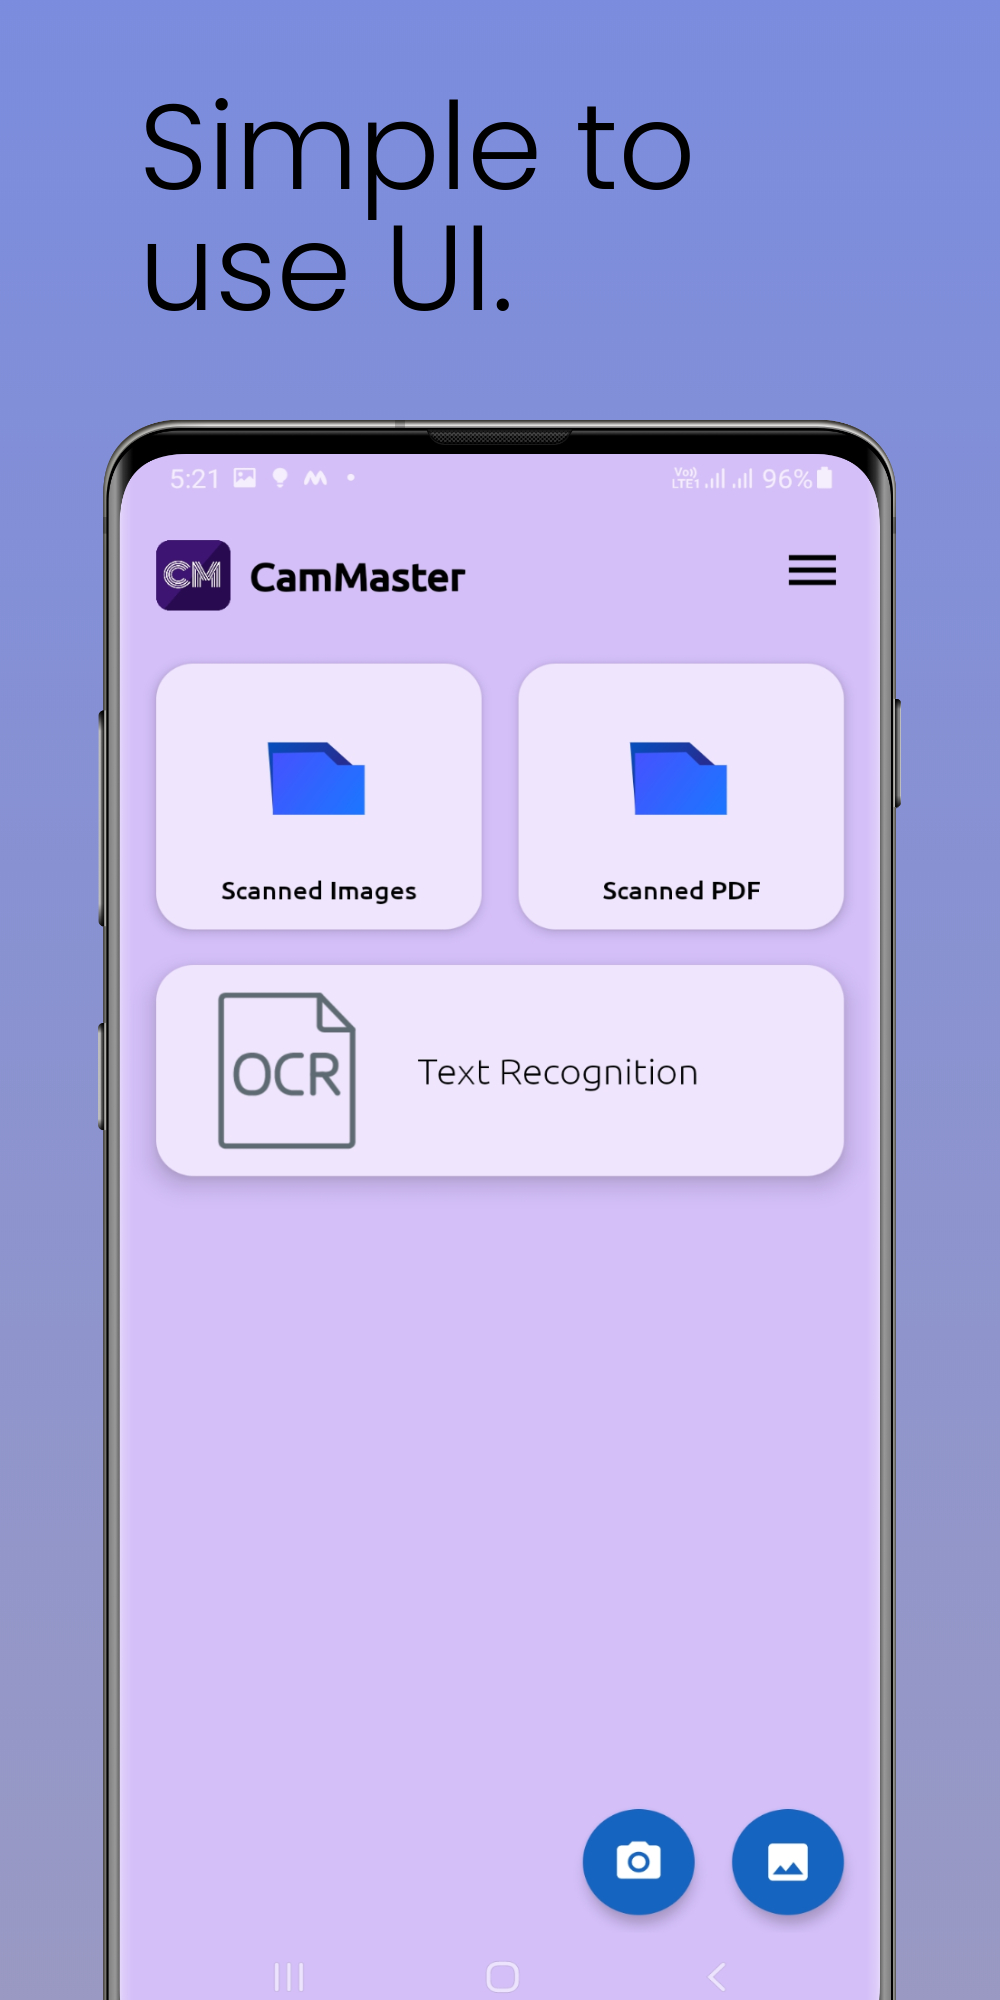 Simple to
use UI.
5:21
Vo))
LTE1
96%
CM
CamMaster
Scanned Images
Scanned PDF
OCR
Text Recognition